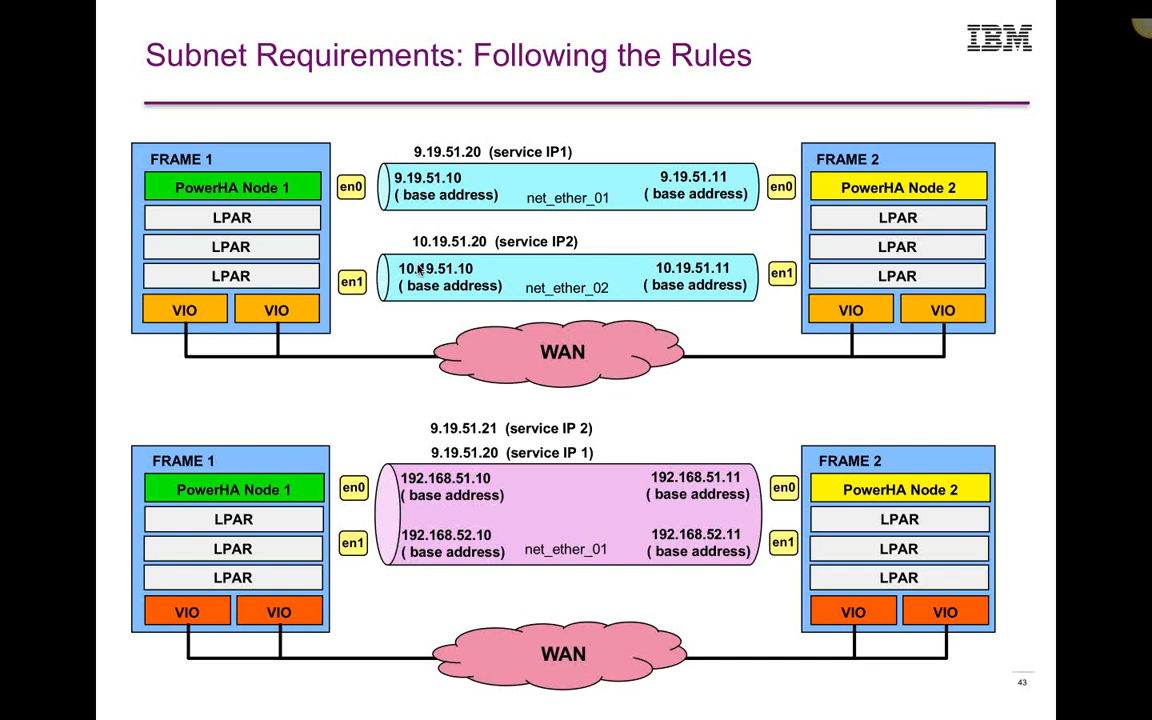 IBM
Subnet Requirements: Following the Rules
9.19.51.20 (service IP1)
FRAME 1
PowerHA Node 1
LPAR
LPAR
LPAR
VIO
VIO
en0
9.19.51.10
( base address)
net_ether_01
9.19.51.11
( base address)
en0
10.19.51.20 (service IP2)
en1
10.19.51.10
( base address)
net_ether_02
10.19.51.11
( base address)
en1
FRAME 2
PowerHA Node 2
LPAR
LPAR
LPAR
VIO
VIO
WAN
9.19.51.21 (service IP 2)
9.19.51.20 (service IP 1)
FRAME 1
PowerHA Node 1
LPAR
LPAR
LPAR
VIO
VIO
en0
192.168.51.10
( base address)
192.168.51.11
( base address)
en0
en1
192.168.52.10
( base address)
net_ether_01
192.168.52.11
( base address)
en1
FRAME 2
PowerHA Node 2
LPAR
LPAR
LPAR
VIO
VIO
WAN
43